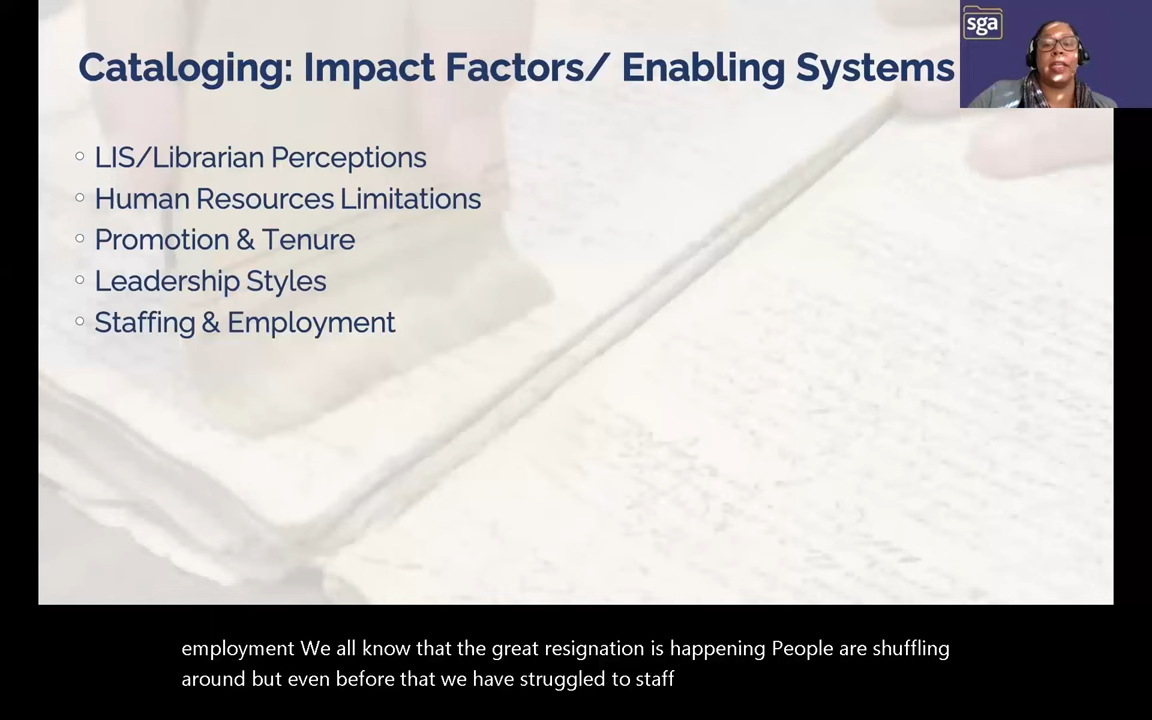 Cataloging: Impact Factors/ Enabling Systems
sga
LIS/Librarian Perceptions
Human Resources Limitations
Promotion & Tenure
Leadership Styles
Staffing & Employment
employment We all know that the great resignation is happening People are shuffling
around but even before that we have struggled to staff